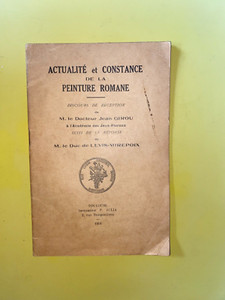 ACTUALITÉ et CONSTANCE
DE LA
PEINTURE ROMANE
DISCOURS DE RÉCEPTION
DE
M. le Docteur Jean GIROU
à l'Académie des Jeux Floraux
SUIVI DE LA RÉPONSE
DE
M. le Duc de LEVIS-MIREPOIX
TOULOUSE